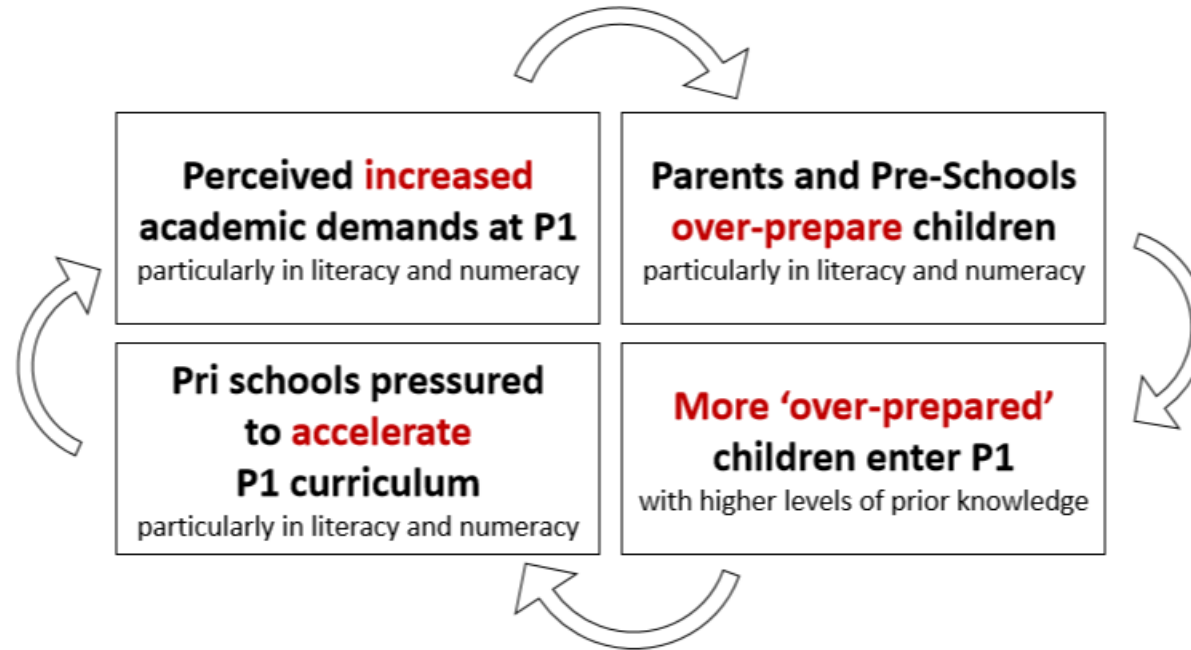 Perceived increased
academic demands at P1
particularly in literacy and numeracy
Parents and Pre-Schools
over-prepare children
particularly in literacy and numeracy
More ‘over-prepared’
children enter P1
with higher levels of prior knowledge
Pri schools pressured
to accelerate
P1 curriculum
particularly in literacy and numeracy